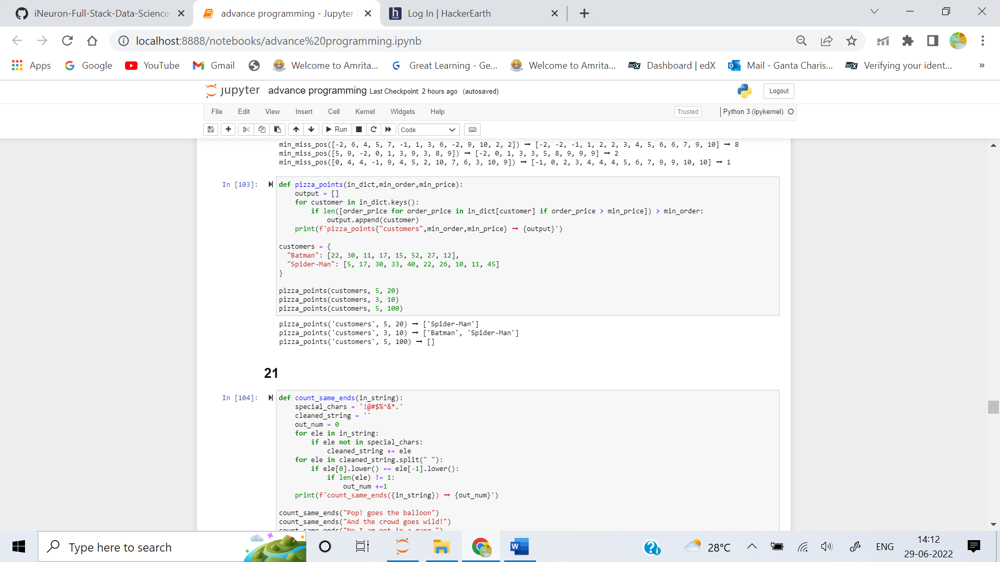 iNeuron-Full-Stack-Data-Science
advance programming - Jupyter
Log In | HackerEarth
localhost:8888/notebooks/advance%20programming.ipynb
Apps
Google
YouTube
Gmail
Welcome to Amrita...
Great Learning - Ge...
Welcome to Amrita...
Dashboard | edX
Mail - Ganta Charis...
Verifying your ident...
»
jupyter advance programming Last Checkpoint: 2 hours ago (autosaved)
Logout
File Edit View Insert Cell Kernel Widgets Help
Trusted
Python 3 (ipykernel)
Run
Code
min_miss_pos([-2, 6, 4, 5, 7, -1, 1, 3, 6, -2, 9, 10, 2, 2]) ➞ [-2, -2, -1, 1, 2, 2, 3, 4, 5, 6, 6, 7, 9, 10] ➞ 8
min_miss_pos([5, 9, -2, 0, 1, 3, 9, 3, 8, 9]) ➞ [-2, 0, 1, 3, 3, 5, 8, 9, 9, 9] ➞ 2
min_miss_pos([0, 4, 4, -1, 9, 4, 5, 2, 10, 7, 6, 3, 10, 9]) ➞ [-1, 0, 2, 3, 4, 4, 4, 5, 6, 7, 9, 9, 10, 10] ➞ 1
In [103]:
def pizza_points(in_dict,min_order,min_price):
    output = []
    for customer in in_dict.keys():
        if len([order_price for order_price in in_dict[customer] if order_price > min_price]) > min_order:
            output.append(customer)
    print(f'pizza_points{"customers",min_order,min_price} ➞ {output}')
customers = {
  "Batman": [22, 30, 11, 17, 15, 52, 27, 12],
  "Spider-Man": [5, 17, 30, 33, 40, 22, 26, 10, 11, 45]
}
pizza_points(customers, 5, 20)
pizza_points(customers, 3, 10)
pizza_points(customers, 5, 100)
pizza_points('customers', 5, 20) ➞ ['Spider-Man']
pizza_points('customers', 3, 10) ➞ ['Batman', 'Spider-Man']
pizza_points('customers', 5, 100) ➞ []
21
In [104]:
def count_same_ends(in_string):
    special_chars = '!@#$%^&*.'
    cleaned_string = ''
    out_num = 0
    for ele in in_string:
        if ele not in special_chars:
            cleaned_string += ele
    for ele in cleaned_string.split(" "):
        if ele[0].lower() == ele[-1].lower():
            if len(ele) != 1:
                out_num +=1
    print(f'count_same_ends({in_string}) ➞ {out_num}')
count_same_ends("Pop! goes the balloon")
count_same_ends("And the crowd goes wild!")
count_same_ends("No I am not in a gang.")
Type here to search
28°C
ENG
14:12
29-06-2022